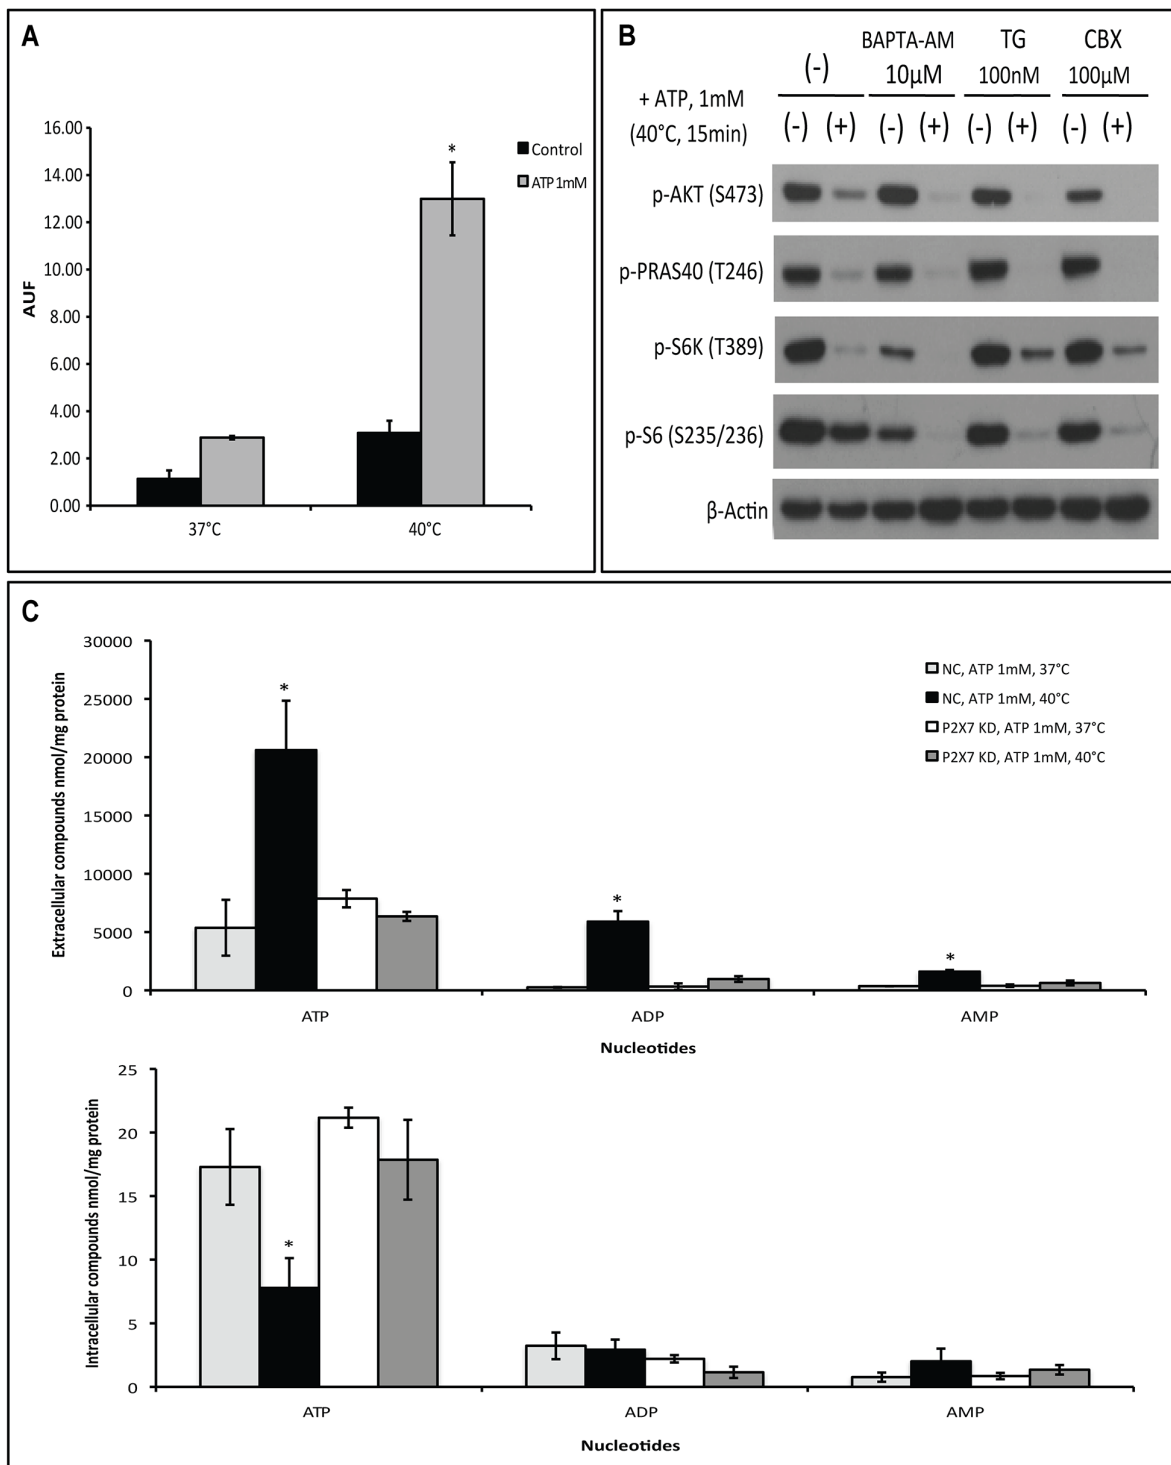 A
16.00
14.00
12.00
10.00
8.00
6.00
4.00
2.00
0.00
AUF
*
Control
ATP 1mM
37°C
40°C
B
BAPTA-AM TG CBX
(-) 10µM 100nM 100µM
+ ATP, 1mM
(40°C, 15min)
(-) (+) (-) (+) (-) (+) (-) (+)
p-AKT (S473)
p-PRAS40 (T246)
p-S6K (T389)
p-S6 (S235/236)
β-Actin
C
Extracellular compounds nmol/mg protein
30000
25000
20000
15000
10000
5000
0
*
*
*
NC, ATP 1mM, 37°C
NC, ATP 1mM, 40°C
P2X7 KD, ATP 1mM, 37°C
P2X7 KD, ATP 1mM, 40°C
ATP ADP AMP
Nucleotides
Intracellular compounds nmol/mg protein
25
20
15
10
5
0
*
ATP ADP AMP
Nucleotides